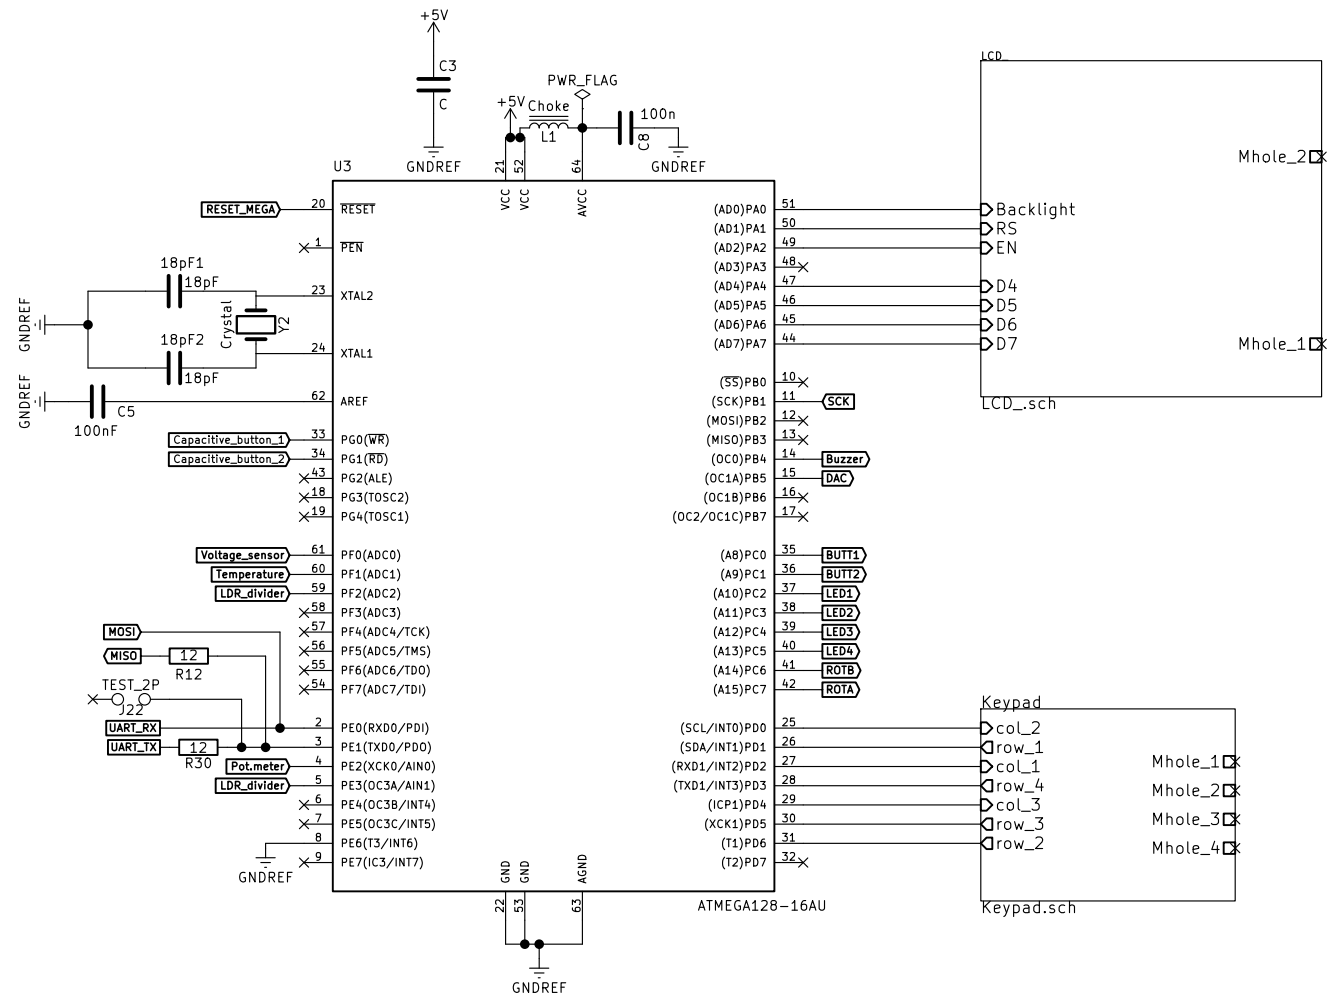 +5V
C3
C
GNDREF
PWR_FLAG
+5V
Choke
L1
100n
C8
GNDREF
LCD_
Mhole_2
Mhole_1
LCD_.sch
U3
21
52
64
VCC
VCC
AVCC
RESET_MEGA 20 RESET
1 PEN
18pF1
18pF
23 XTAL2
GNDREF
Crystal
Y2
18pF2
18pF
24 XTAL1
GNDREF
C5
100nF
62 AREF
Capacitive_button_1 33 PG0(WR)
Capacitive_button_2 34 PG1(RD)
43 PG2(ALE)
18 PG3(TOSC2)
19 PG4(TOSC1)
Voltage_sensor 61 PF0(ADC0)
Temperature 60 PF1(ADC1)
LDR_divider 59 PF2(ADC2)
58 PF3(ADC3)
MOSI 57 PF4(ADC4/TCK)
MISO 12 56 PF5(ADC5/TMS)
R12 55 PF6(ADC6/TDO)
TEST_2P 54 PF7(ADC7/TDI)
J22
UART_RX 2 PE0(RXD0/PDI)
UART_TX 12 3 PE1(TXD0/PDO)
R30
Pot.meter 4 PE2(XCK0/AIN0)
LDR_divider 5 PE3(OC3A/AIN1)
6 PE4(OC3B/INT4)
7 PE5(OC3C/INT5)
8 PE6(T3/INT6)
9 PE7(IC3/INT7)
GNDREF
(AD0)PA0 51 Backlight
(AD1)PA1 50 RS
(AD2)PA2 49 EN
(AD3)PA3 48
(AD4)PA4 47 D4
(AD5)PA5 46 D5
(AD6)PA6 45 D6
(AD7)PA7 44 D7
(SS)PB0 10
(SCK)PB1 11 SCK
(MOSI)PB2 12
(MISO)PB3 13
(OC0)PB4 14 Buzzer
(OC1A)PB5 15 DAC
(OC1B)PB6 16
(OC2/OC1C)PB7 17
(A8)PC0 35 BUTT1
(A9)PC1 36 BUTT2
(A10)PC2 37 LED1
(A11)PC3 38 LED2
(A12)PC4 39 LED3
(A13)PC5 40 LED4
(A14)PC6 41 ROTB
(A15)PC7 42 ROTA
Keypad
(SCL/INT0)PD0 25 col_2
(SDA/INT1)PD1 26 row_1
(RXD1/INT2)PD2 27 col_1
(TXD1/INT3)PD3 28 row_4
(ICP1)PD4 29 col_3
(XCK1)PD5 30 row_3
(T1)PD6 31 row_2
(T2)PD7 32
Mhole_1
Mhole_2
Mhole_3
Mhole_4
Keypad.sch
GND
GND
AGND
22
53
63
ATMEGA128-16AU
GNDREF